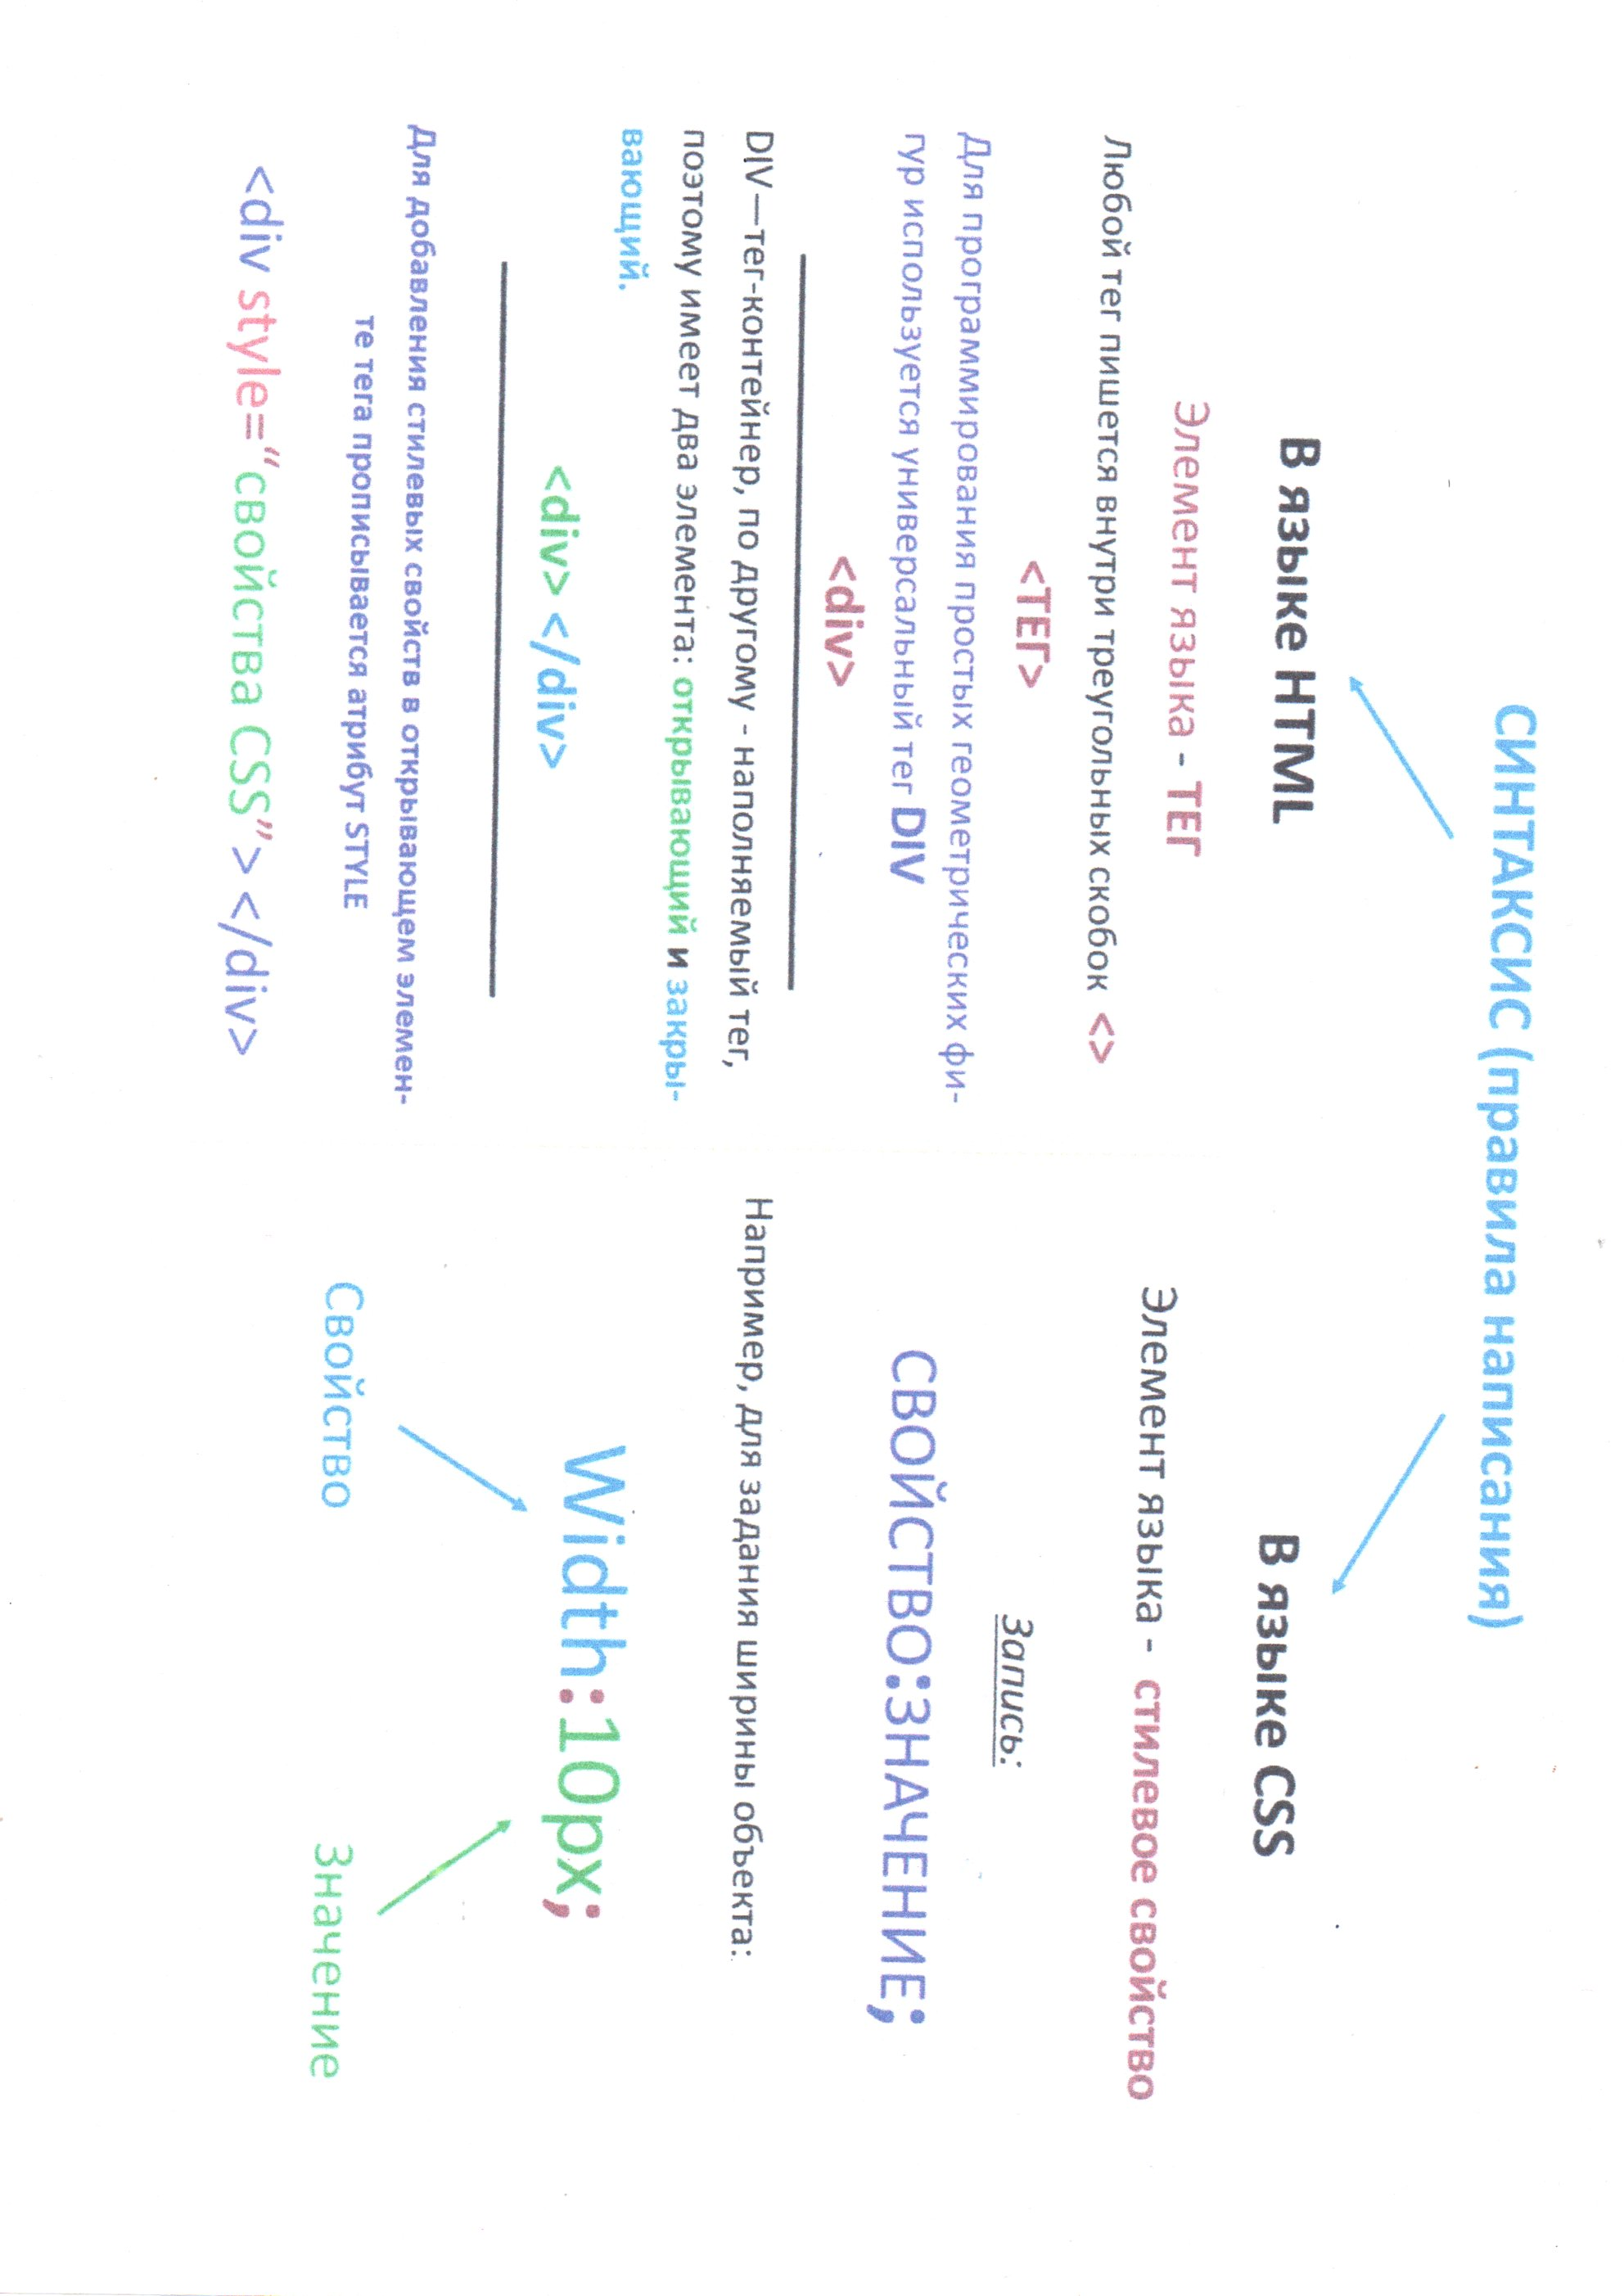 СИНТАКСИС (правила написания)
В языке HTML
Элемент языка - ТЕГ
Любой тег пишется внутри треугольных скобок <>
<ТЕГ>
Для программирования простых геометрических фи-
гур используется универсальный тег DIV
<div>
DIV—тег-контейнер, по другому - наполняемый тег,
поэтому имеет два элемента: открывающий и закры-
вающий.
<div> </div>
Для добавления стилевых свойств в открывающем элемен-
те тега прописывается атрибут STYLE
<div style=“свойства CSS”> </div>
В языке CSS
Элемент языка - стилевое свойство
Запись:
СВОЙСТВО:ЗНАЧЕНИЕ;
Например, для задания ширины объекта:
Width:10px;
Свойство
Значение